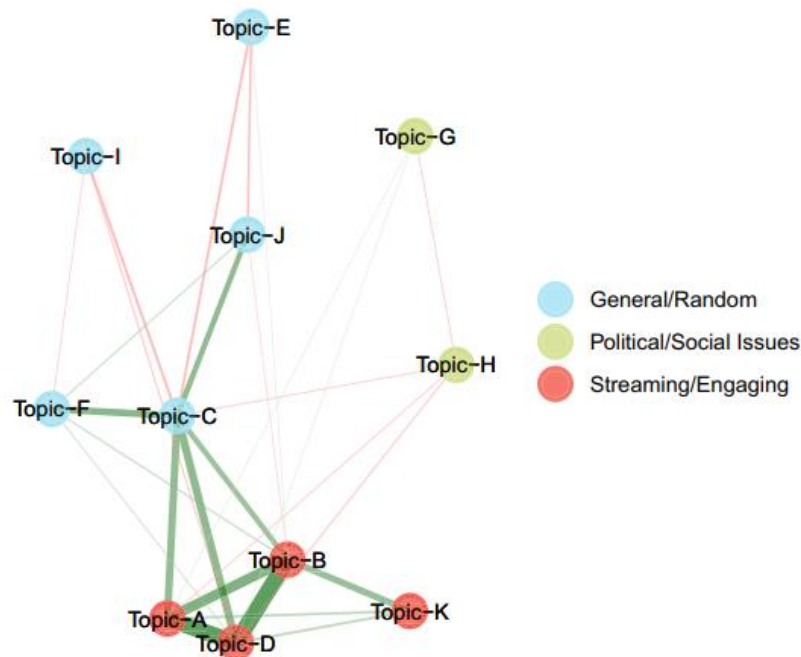 Topic-E
Topic-G
Topic-I
Topic-J
General/Random
Political/Social Issues
Topic-H
Streaming/Engaging
Topic-F
Topic-C
Topic-B
Topic-K
Topic-A
Topic-D